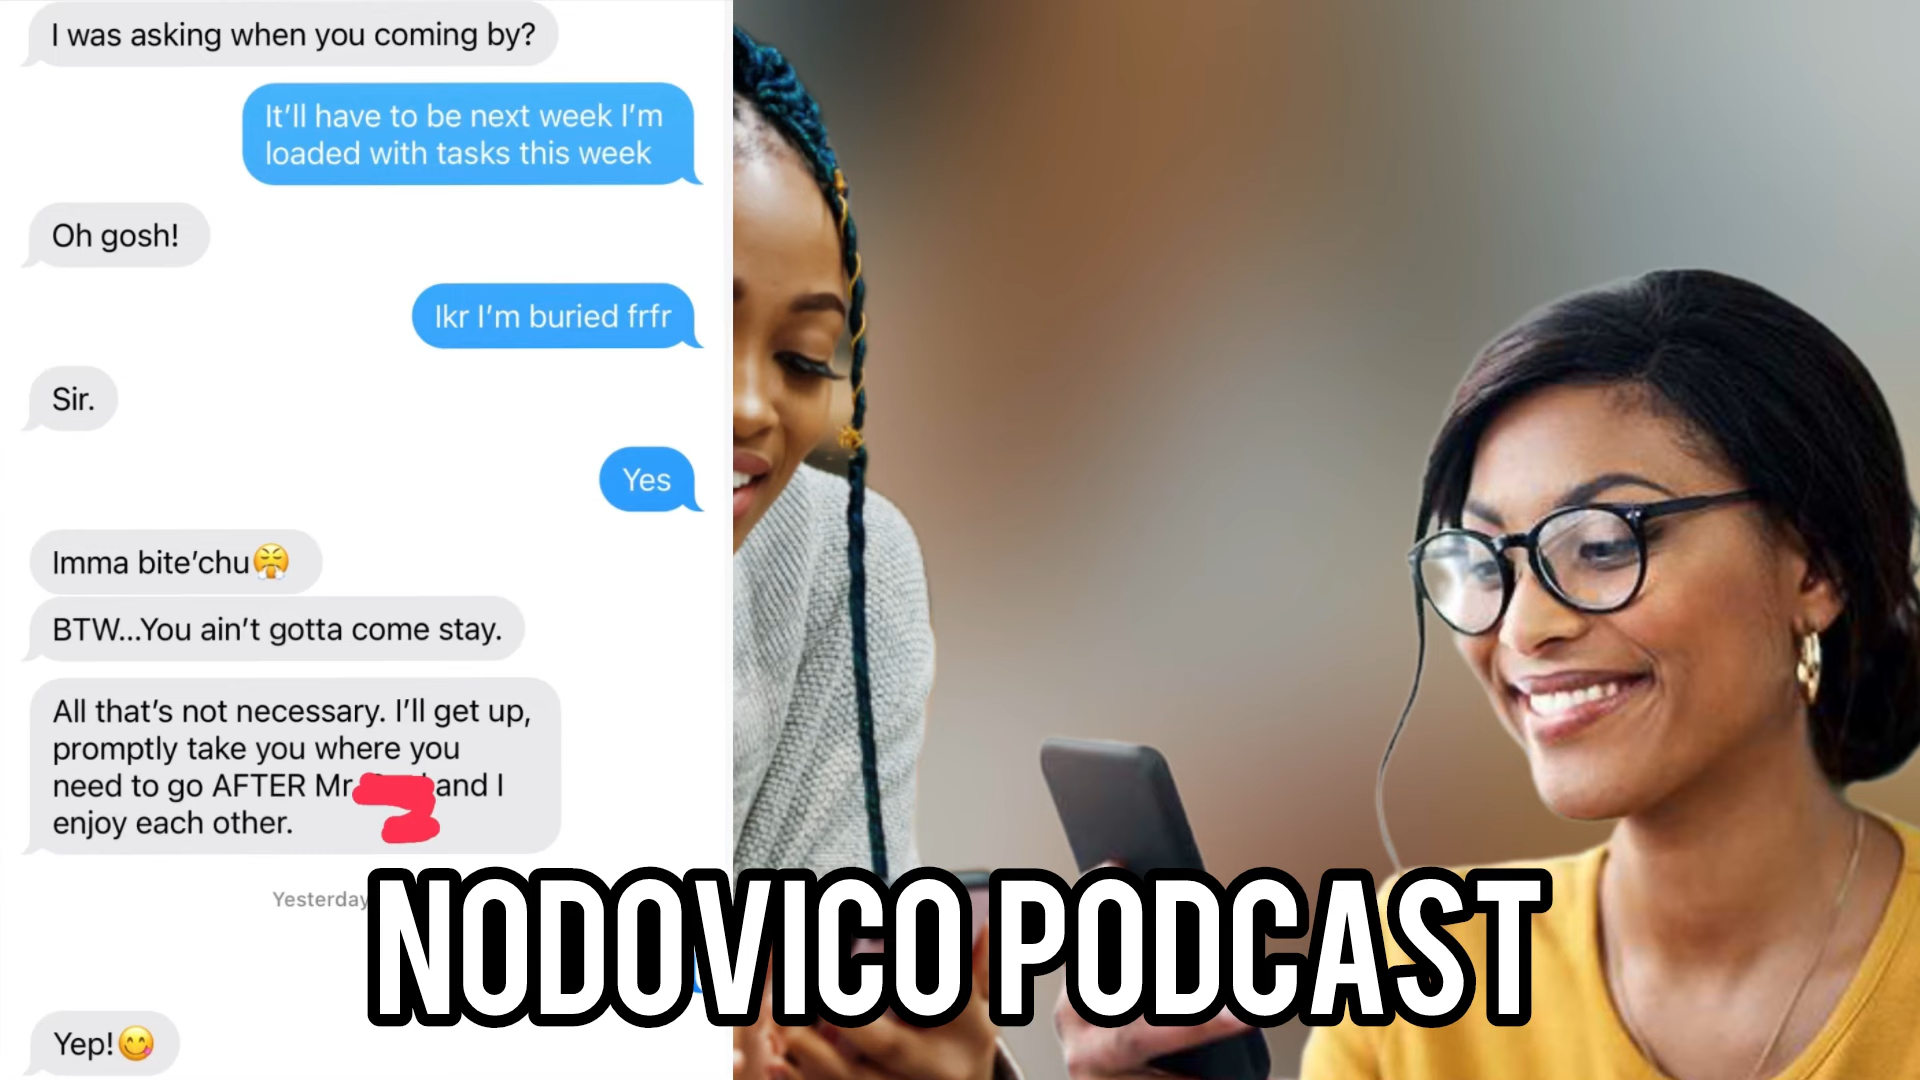 I was asking when you coming by?
It'll have to be next week I'm
loaded with tasks this week
Oh gosh!
Ikr I'm buried frfr
Sir.
Yes
Imma bite'chu😤
BTW...You ain't gotta come stay.
All that's not necessary. I'll get up,
promptly take you where you
need to go AFTER Mr. and I
enjoy each other.
Yesterday
Yep!😋
NODOVICO PODCAST